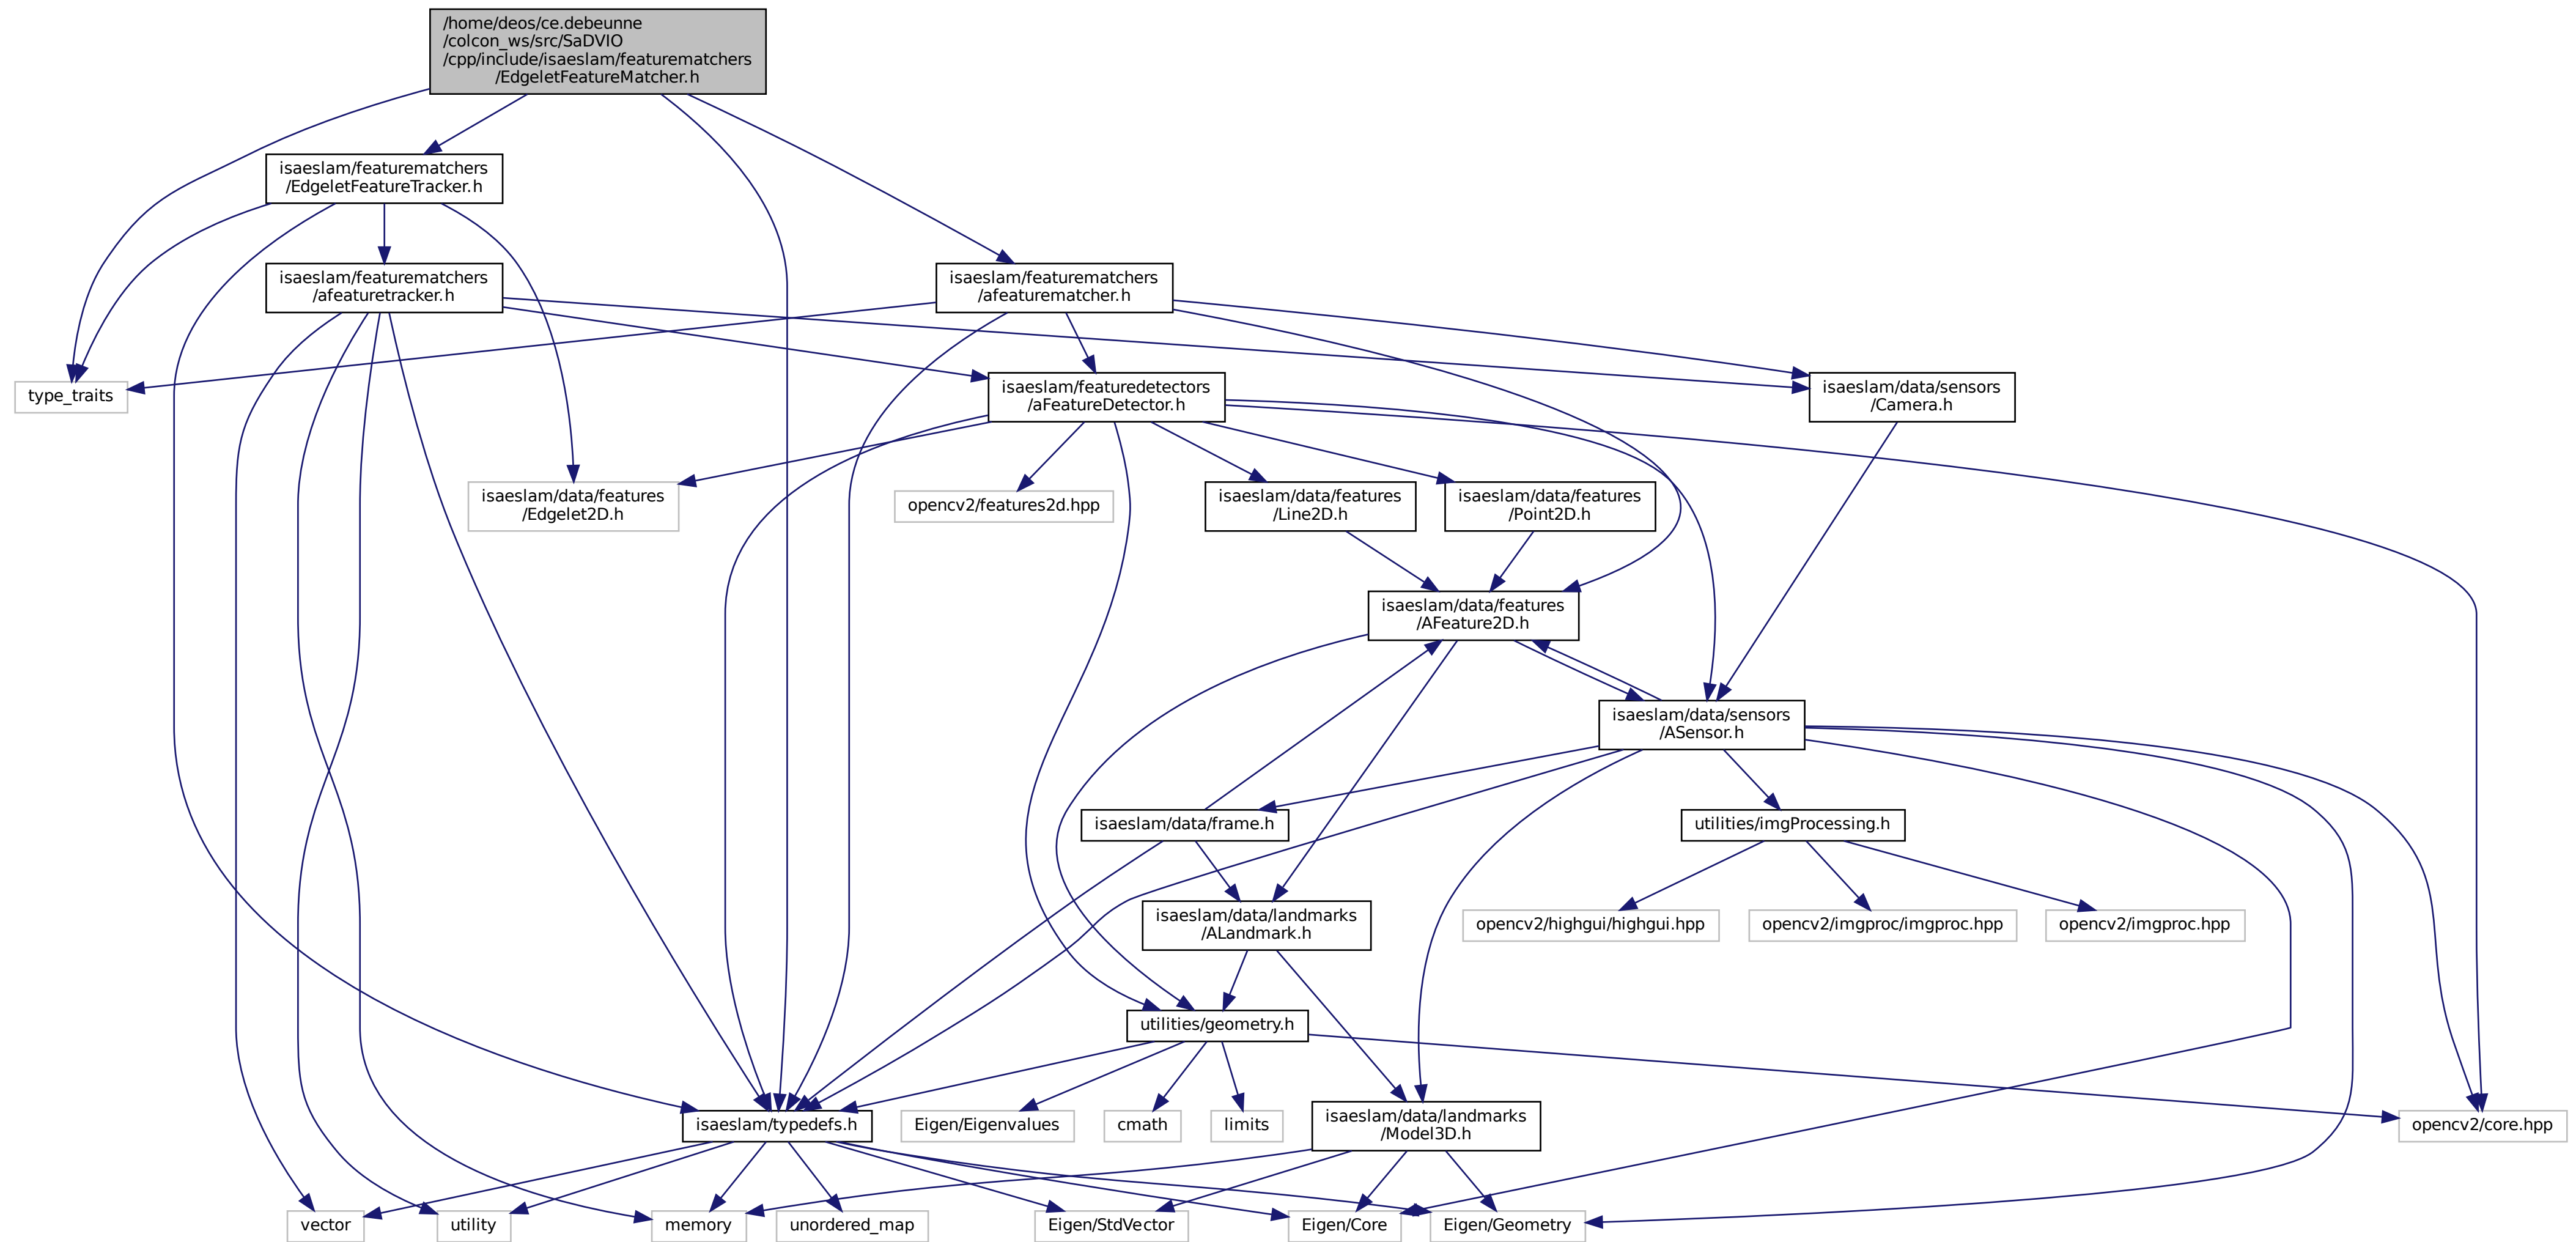 /home/deos/ce.debeunne
/colcon_ws/src/SaDVIO
/cpp/include/isaeslam/featurematchers
/EdgeletFeatureMatcher.h
isaeslam/featurematchers
/EdgeletFeatureTracker.h
isaeslam/featurematchers
/afeaturetracker.h
isaeslam/featurematchers
/afeaturematcher.h
type_traits
isaeslam/featuredetectors
/aFeatureDetector.h
isaeslam/data/sensors
/Camera.h
isaeslam/data/features
/Edgelet2D.h
opencv2/features2d.hpp
isaeslam/data/features
/Line2D.h
isaeslam/data/features
/Point2D.h
isaeslam/data/features
/AFeature2D.h
isaeslam/data/sensors
/ASensor.h
isaeslam/data/frame.h
utilities/imgProcessing.h
isaeslam/data/landmarks
/ALandmark.h
opencv2/highgui/highgui.hpp
opencv2/imgproc/imgproc.hpp
opencv2/imgproc.hpp
utilities/geometry.h
isaeslam/typedefs.h
Eigen/Eigenvalues
cmath
limits
isaeslam/data/landmarks
/Model3D.h
opencv2/core.hpp
vector
utility
memory
unordered_map
Eigen/StdVector
Eigen/Core
Eigen/Geometry